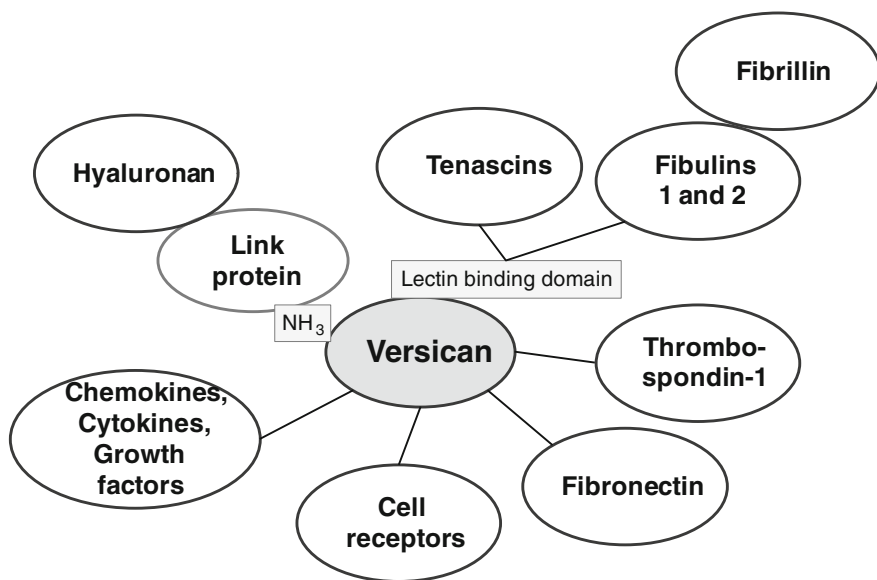 Fibrillin
Hyaluronan
Tenascins
Fibulins
1 and 2
Link
protein
Lectin binding domain
NH₃
Versican
Thrombo-
spondin-1
Chemokines,
Cytokines,
Growth
factors
Cell
receptors
Fibronectin